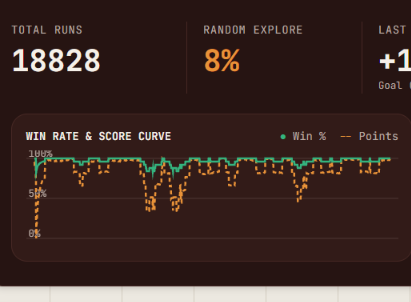 TOTAL RUNS
18828
RANDOM EXPLORE
8%
LAST
+1
Goal
WIN RATE & SCORE CURVE
Win %
Points
100%
50%
0%